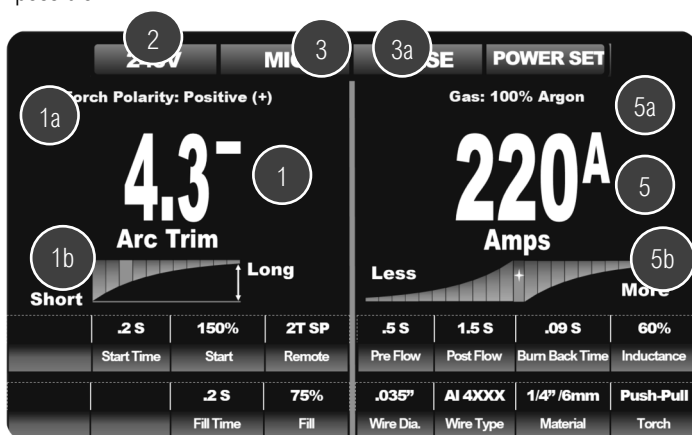 2
3
3a
POWER SET
1a
Torch Polarity: Positive (+)
Gas: 100% Argon
5a
4.3
1
220A
5
Arc Trim
Amps
1b
Long
Short
Less
5b
More
.2 S
150%
2T SP
.5 S
1.5 S
.09 S
60%
Start Time
Start
Remote
Pre Flow
Post Flow
Burn Back Time
Inductance
.2 S
75%
.035”
Al 4XXX
1/4” /6mm
Push-Pull
Fill Time
Fill
Wire Dia.
Wire Type
Material
Torch